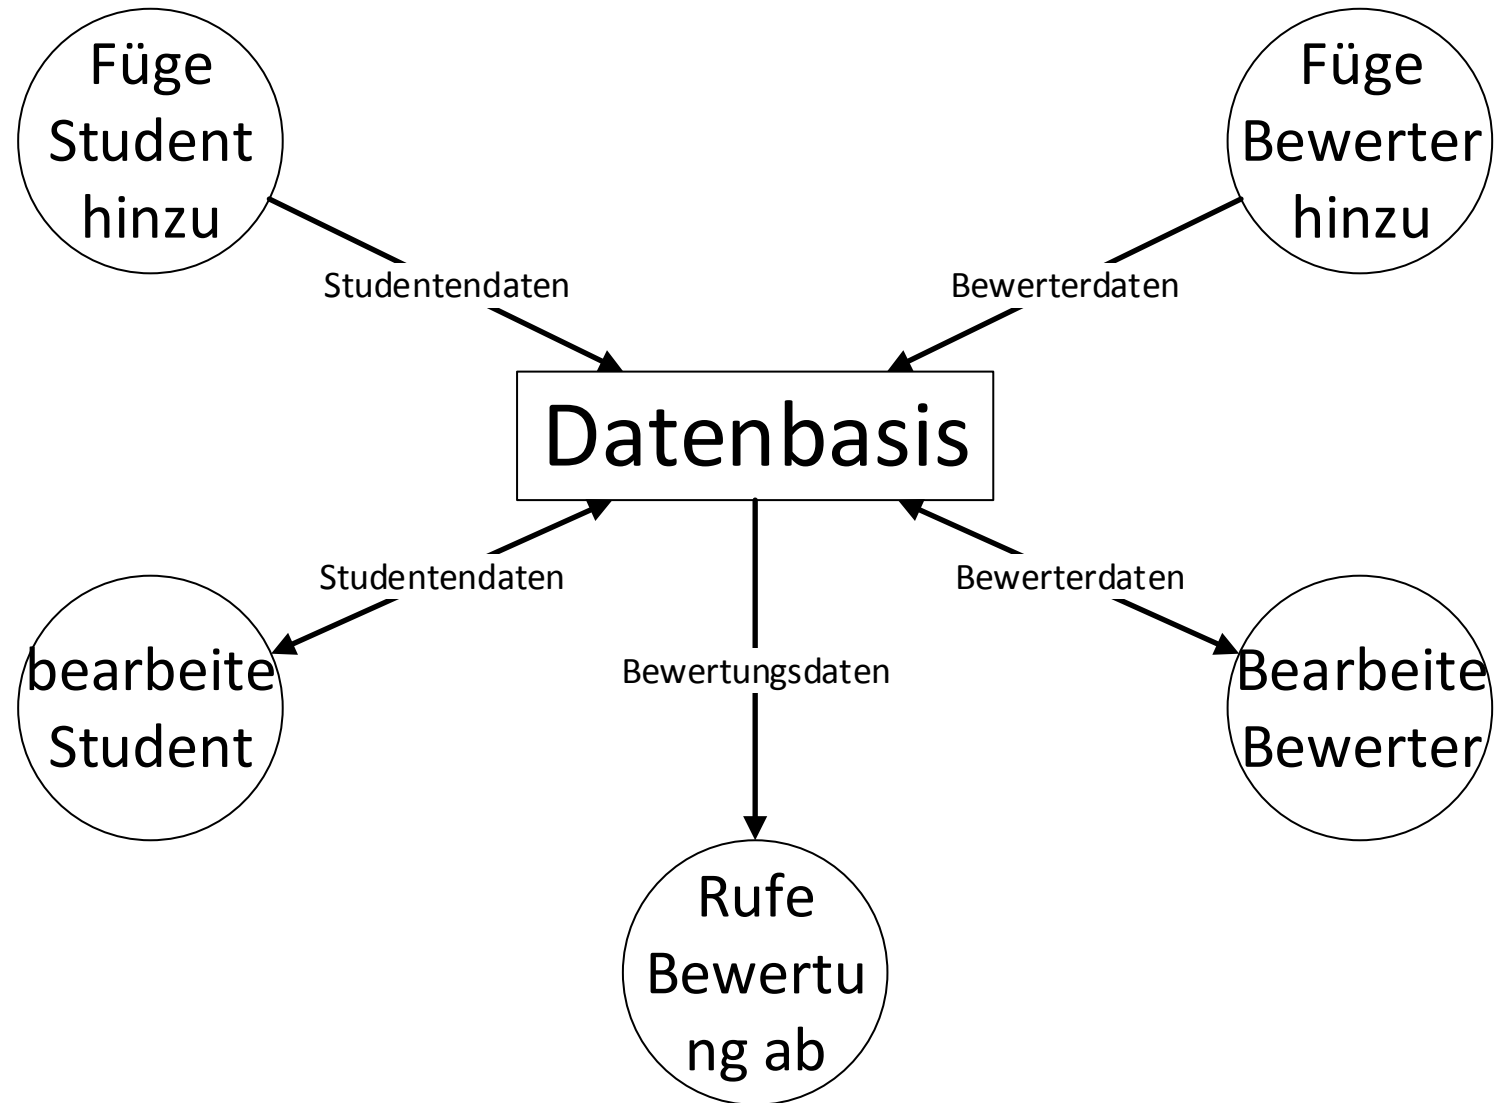 Füge
Student
hinzu
Füge
Bewerter
hinzu
Studentendaten
Bewerterdaten
Datenbasis
Studentendaten
Bewerterdaten
bearbeite
Student
Bewertungsdaten
Bearbeite
Bewerter
Rufe
Bewertu
ng ab